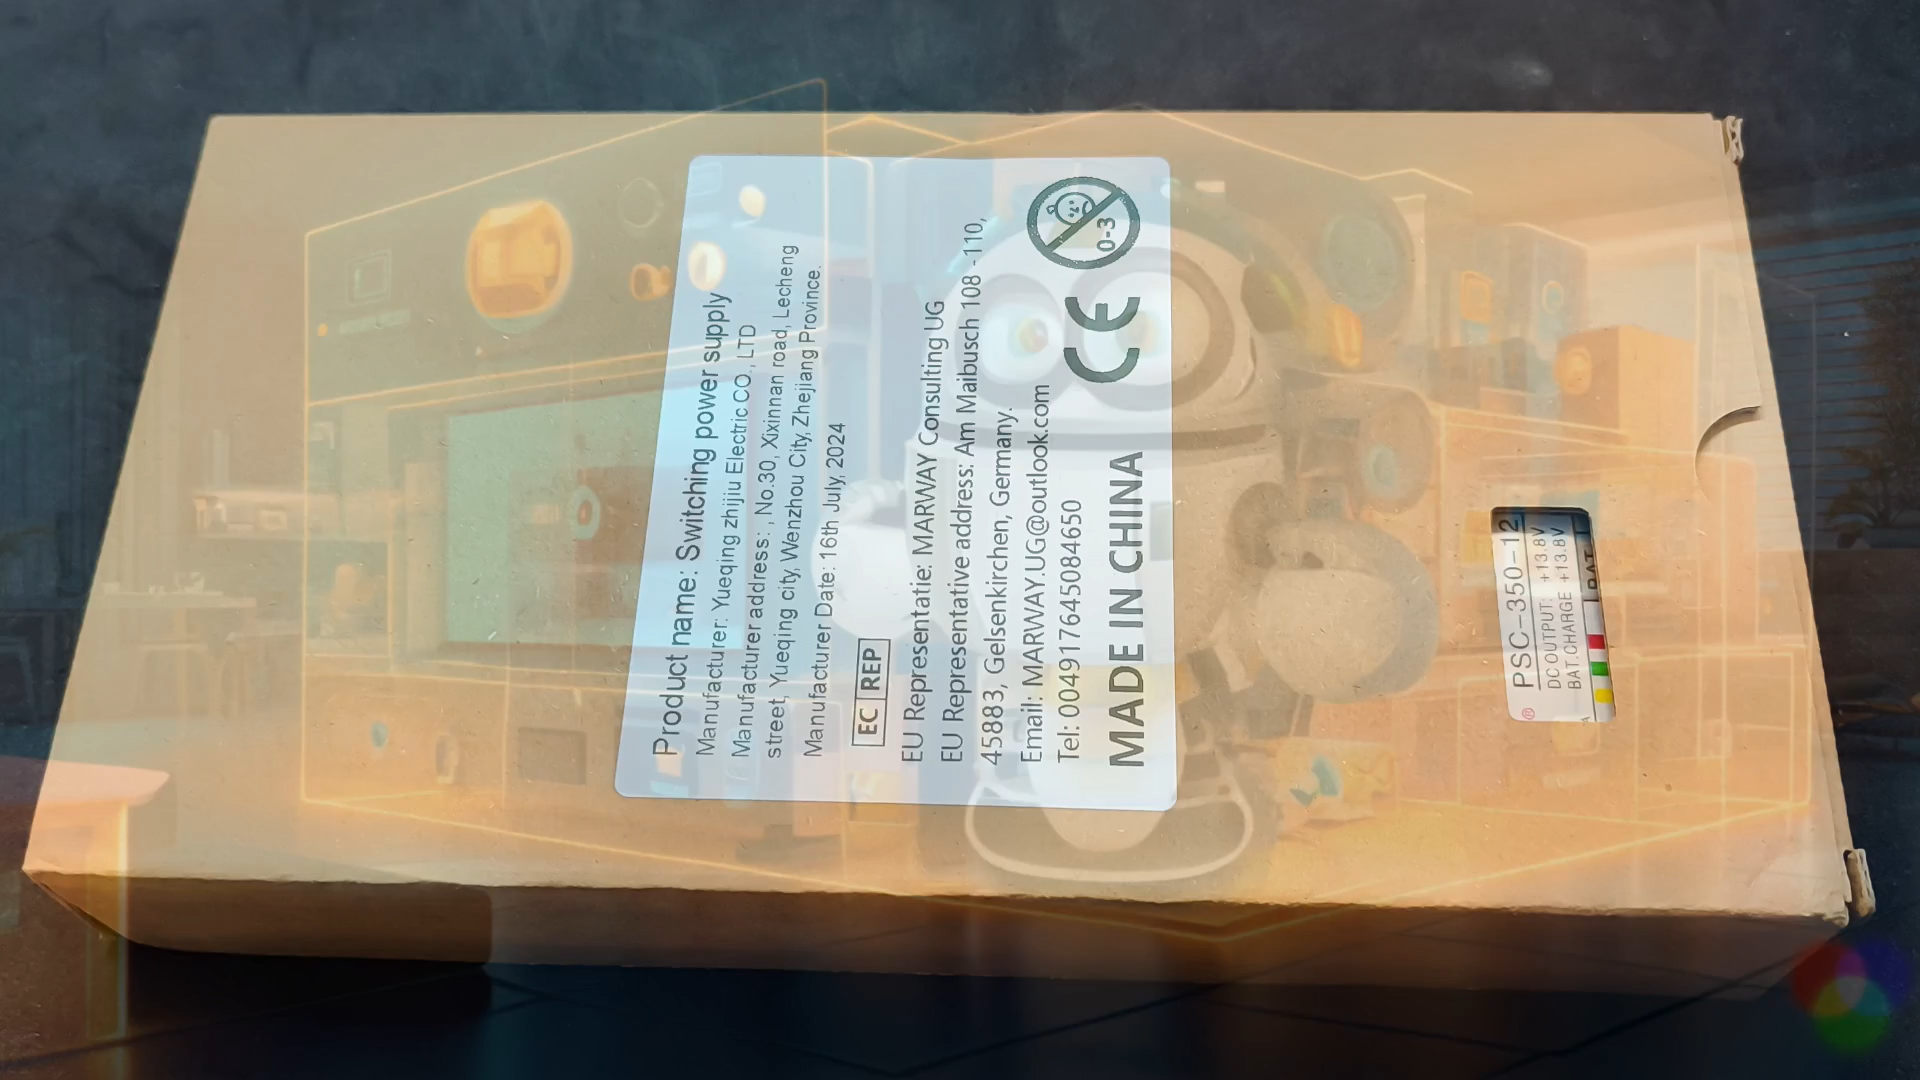 Product name: Switching power supply
Manufacturer: Yueqing zhijiu Electric CO., LTD
Manufacturer address: , No.30, Xixinnan road, Lecheng
street, Yueqing city, Wenzhou City, Zhejiang Province.
Manufacturer Date: 16th July, 2024
EC REP
EU Representatie: MARWAY Consulting UG
EU Representative address: Am Maibusch 108 -110,
45883, Gelsenkirchen, Germany.
Email: MARWAY.UG@outlook.com
Tel: 004917645084650
MADE IN CHINA
CE
0-3
® PSC-350-12
DC OUTPUT: +13.8V
BAT.CHARGE +13.8V